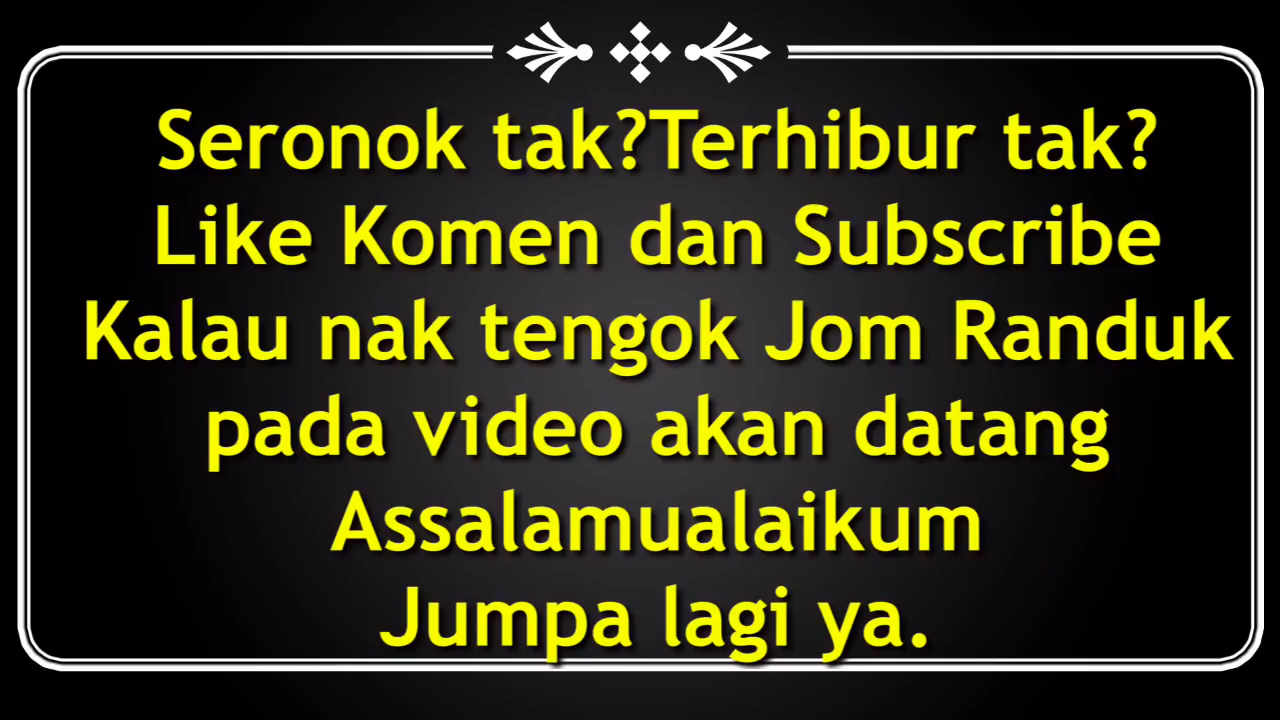 Seronok tak?Terhibur tak?
Like Komen dan Subscribe
Kalau nak tengok Jom Randuk
pada video akan datang
Assalamualaikum
Jumpa lagi ya.